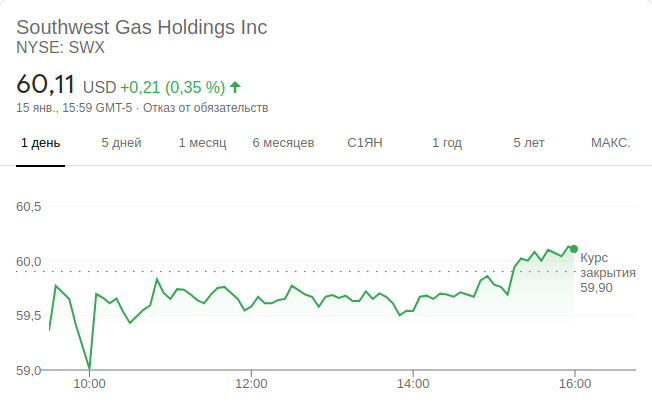 Southwest Gas Holdings Inc
NYSE: SWX
60,11 USD +0,21 (0,35 %)
15 янв., 15:59 GMT-5 · Отказ от обязательств
1 день 5 дней 1 месяц 6 месяцев С1ЯН 1 год 5 лет МАКС.
60,5
60,0
Курс
закрытия
59,90
59,5
59,0
10:00 12:00 14:00 16:00